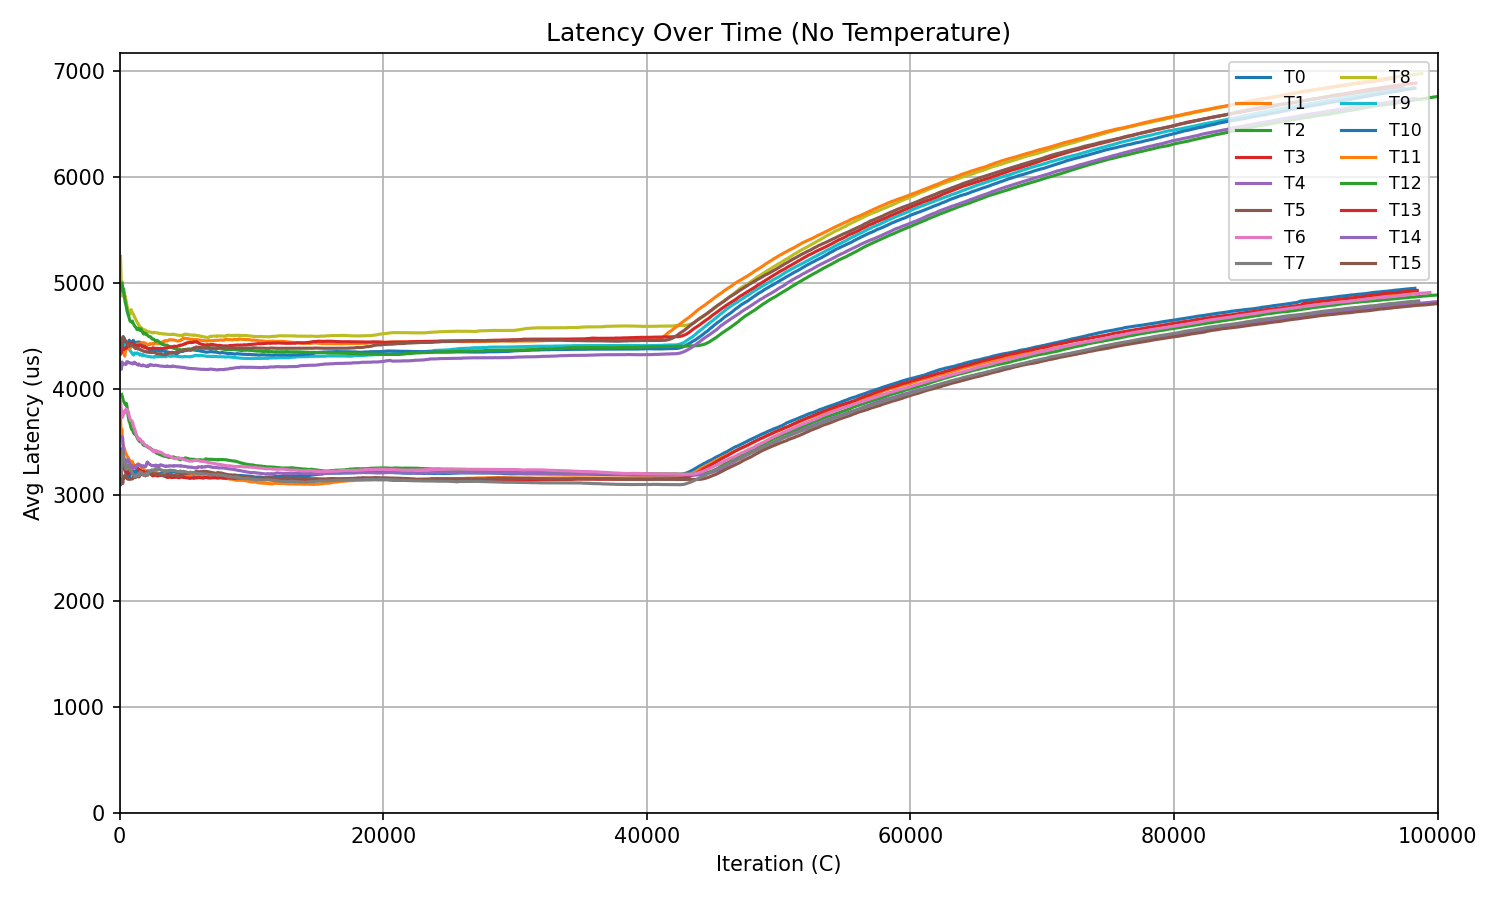 Latency Over Time (No Temperature)
Avg Latency (us)
7000
6000
5000
4000
3000
2000
1000
0
0 20000 40000 60000 80000 100000
Iteration (C)
T0 T8
T1 T9
T2 T10
T3 T11
T4 T12
T5 T13
T6 T14
T7 T15